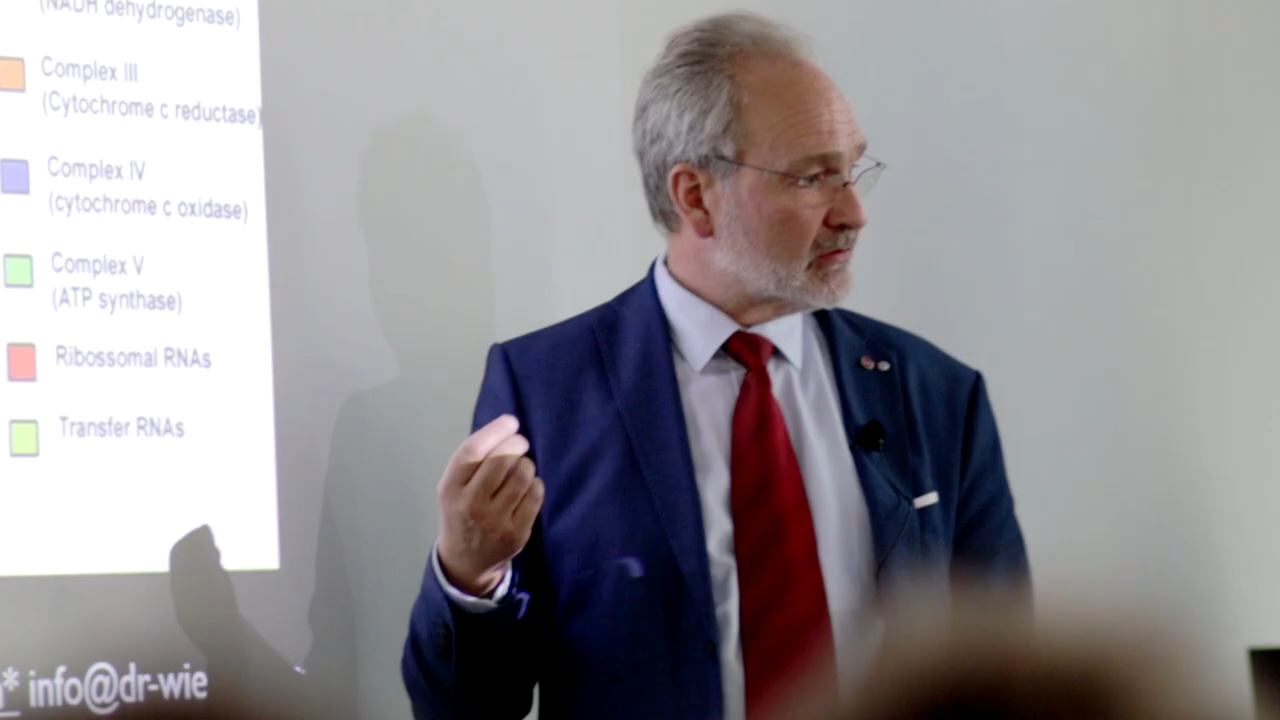 (NADH dehydrogenase)
Complex III
(Cytochrome c reductase)
Complex IV
(cytochrome c oxidase)
Complex V
(ATP synthase)
Ribossomal RNAs
Transfer RNAs
* info@dr-wie